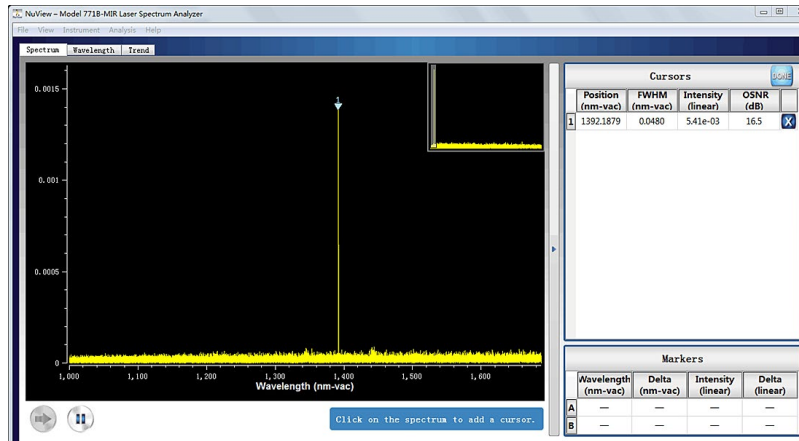 NuView – Model 771B-MIR Laser Spectrum Analyzer
File View Instrument Analysis Help
Spectrum Wavelength Trend
0.0015
0.001
0.0005
0
1
1,000 1,100 1,200 1,300 1,400 1,500 1,600
Wavelength (nm-vac)
Click on the spectrum to add a cursor.
Cursors
DONE
Position FWHM Intensity OSNR
(nm-vac) (nm-vac) (linear) (dB)
1 1392.1879 0.0480 5.41e-03 16.5 X
Markers
Wavelength Delta Intensity Delta
(nm-vac) (nm-vac) (linear) (linear)
A — — — —
B — — — —